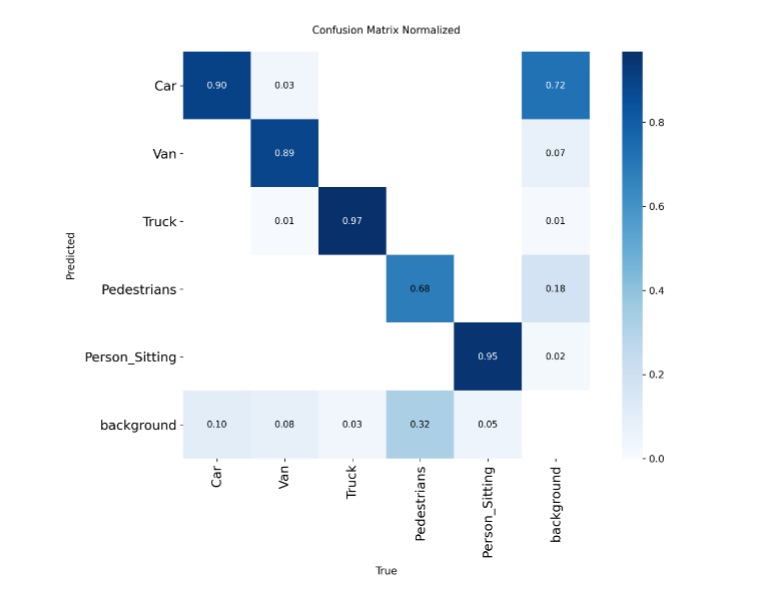 Confusion Matrix Normalized
Car
0.90
0.03
0.72
0.8
Van
0.89
0.07
0.6
Truck
0.01
0.97
0.01
Predicted
Pedestrians
0.68
0.18
0.4
Person_Sitting
0.95
0.02
0.2
background
0.10
0.08
0.03
0.32
0.05
0.0
Car
Van
Truck
Pedestrians
Person_Sitting
background
True